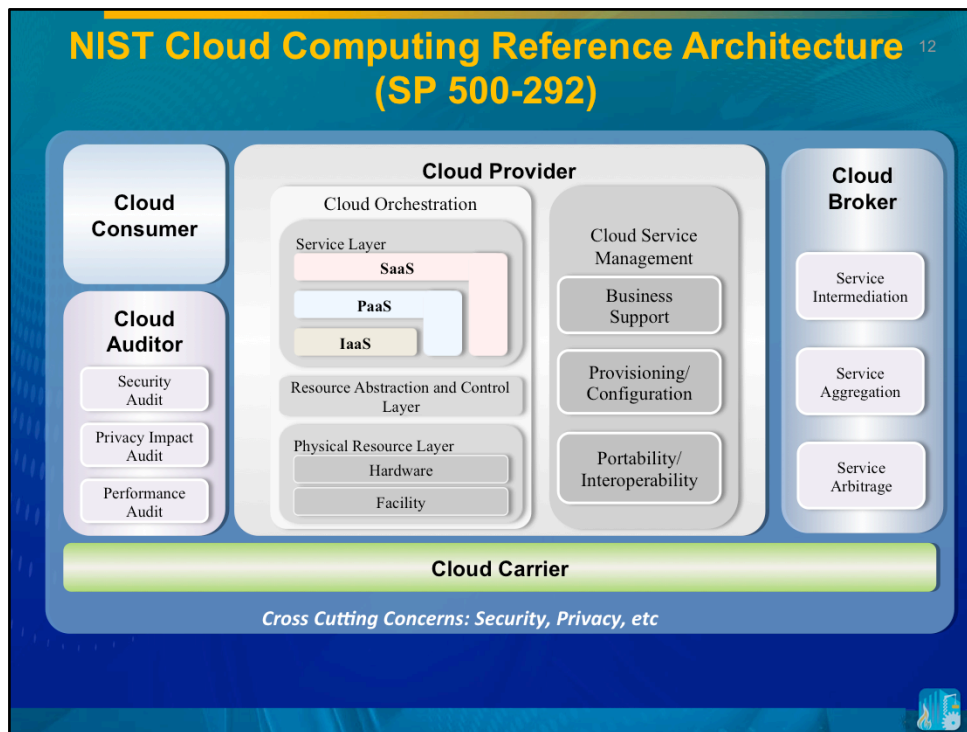 NIST Cloud Computing Reference Architecture
(SP 500-292)
12
Cloud
Consumer
Cloud
Auditor
Security
Audit
Privacy Impact
Audit
Performance
Audit
Cloud Provider
Cloud Orchestration
Service Layer
SaaS
PaaS
IaaS
Resource Abstraction and Control
Layer
Physical Resource Layer
Hardware
Facility
Cloud Service
Management
Business
Support
Provisioning/
Configuration
Portability/
Interoperability
Cloud
Broker
Service
Intermediation
Service
Aggregation
Service
Arbitrage
Cloud Carrier
Cross Cutting Concerns: Security, Privacy, etc